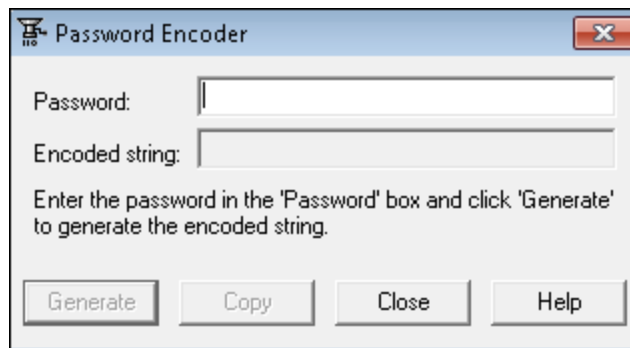 Password Encoder
Password:
Encoded string:
Enter the password in the 'Password' box and click 'Generate'
to generate the encoded string.
Generate Copy Close Help